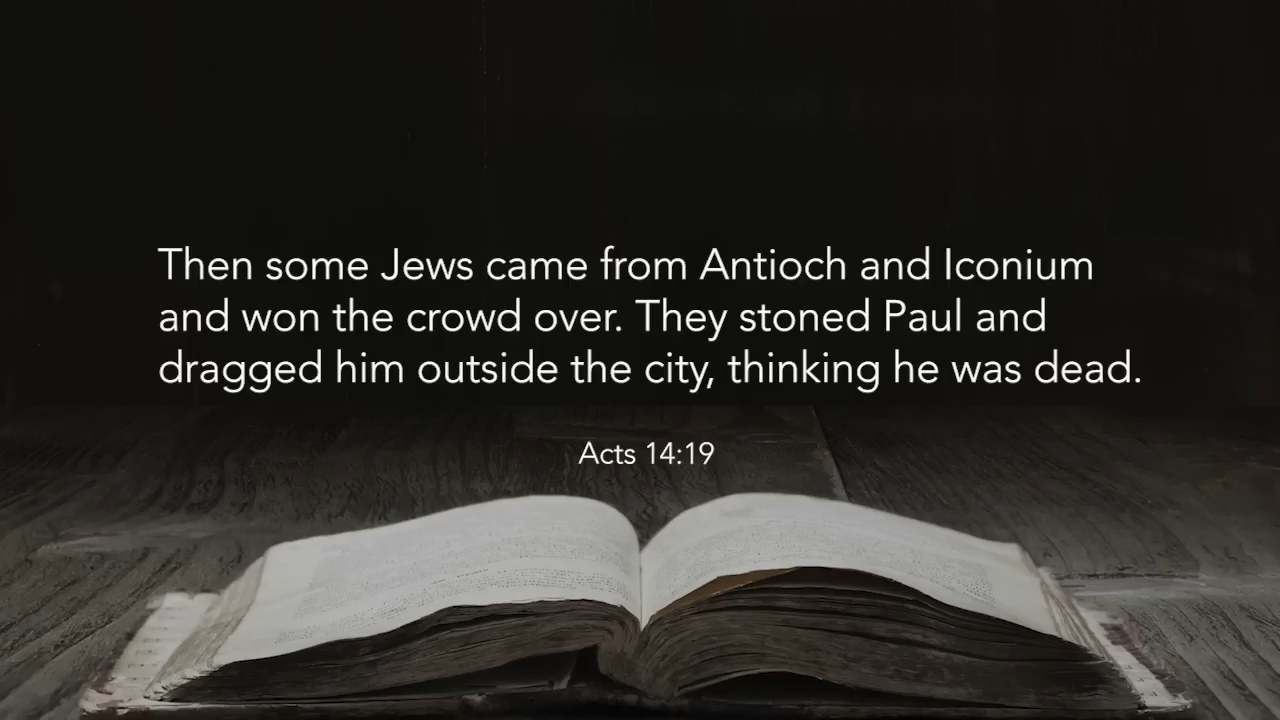 Then some Jews came from Antioch and Iconium
and won the crowd over. They stoned Paul and
dragged him outside the city, thinking he was dead.
Acts 14:19